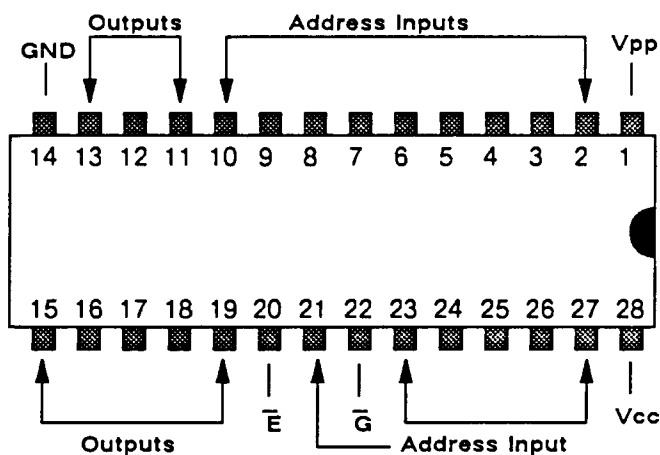 Outputs Address Inputs
GND Vpp
14 13 12 11 10 9 8 7 6 5 4 3 2 1
15 16 17 18 19 20 21 22 23 24 25 26 27 28
E̅ G̅ Vcc
Outputs Address Input